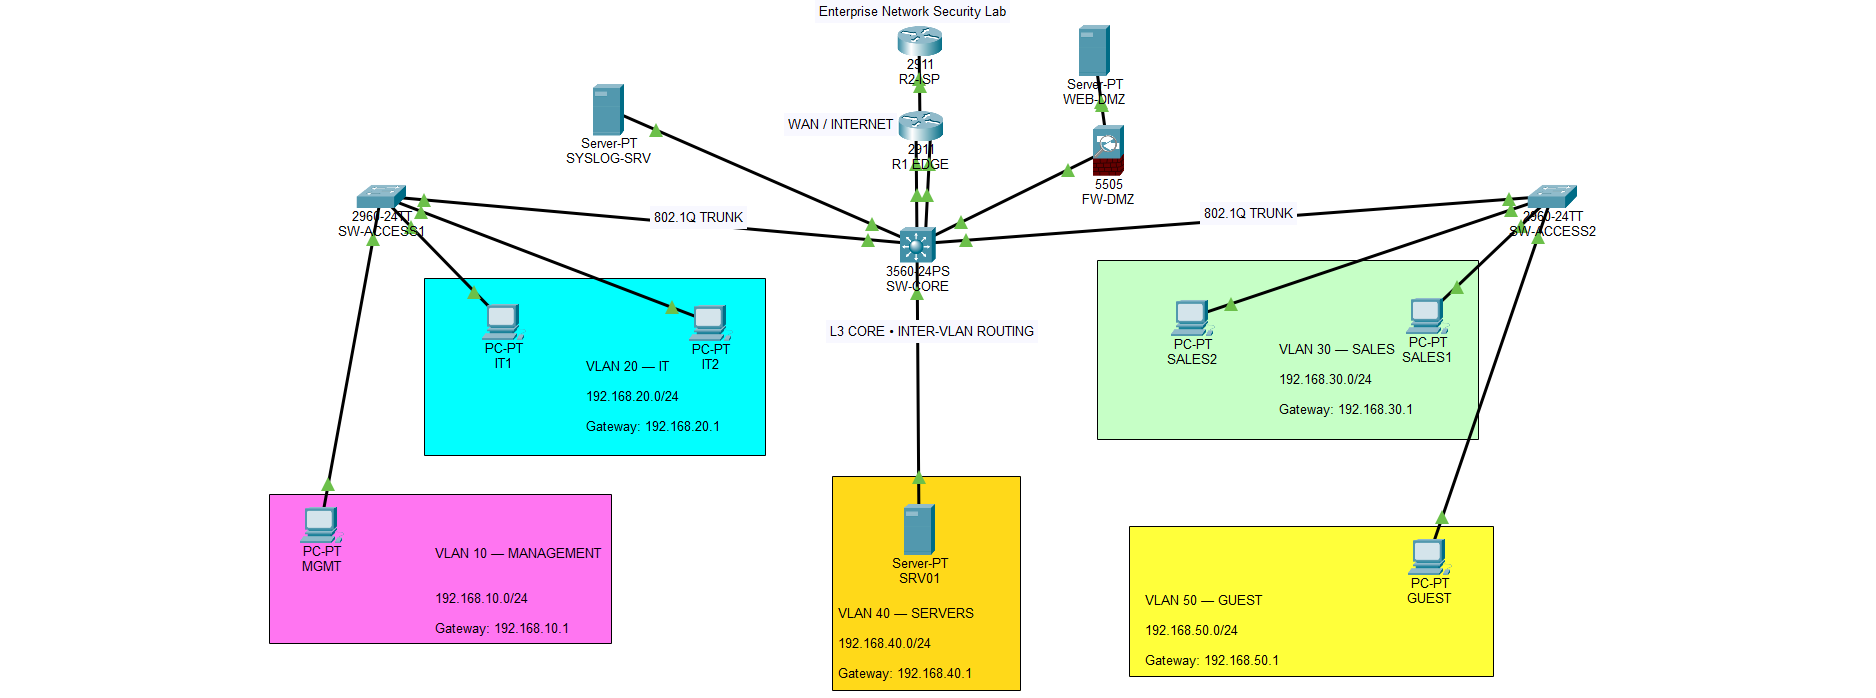 Enterprise Network Security Lab
2911
R2 ISP
Server-PT
WEB-DMZ
WAN / INTERNET
2911
R1 EDGE
Server-PT
SYSLOG-SRV
5505
FW-DMZ
2960-24TT
SW-ACCESS1
802.1Q TRUNK
802.1Q TRUNK
2960-24TT
SW-ACCESS2
3560-24PS
SW-CORE
L3 CORE • INTER-VLAN ROUTING
PC-PT
IT1
PC-PT
IT2
VLAN 20 — IT
192.168.20.0/24
Gateway: 192.168.20.1
PC-PT
SALES2
PC-PT
SALES1
VLAN 30 — SALES
192.168.30.0/24
Gateway: 192.168.30.1
PC-PT
MGMT
VLAN 10 — MANAGEMENT
192.168.10.0/24
Gateway: 192.168.10.1
Server-PT
SRV01
VLAN 40 — SERVERS
192.168.40.0/24
Gateway: 192.168.40.1
PC-PT
GUEST
VLAN 50 — GUEST
192.168.50.0/24
Gateway: 192.168.50.1